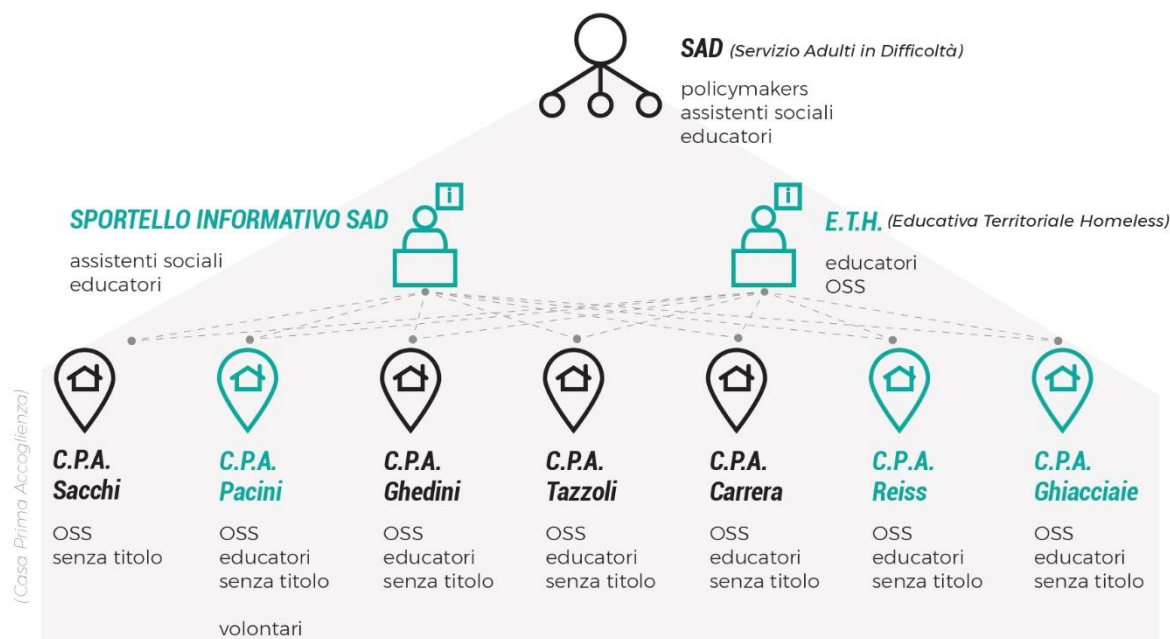 SAD (Servizio Adulti in Difficoltà)
policymakers
assistenti sociali
educatori
SPORTELLO INFORMATIVO SAD
assistenti sociali
educatori
i
i
E.T.H. (Educativa Territoriale Homeless)
educatori
OSS
(Casa Prima Accoglienza)
C.P.A.
Sacchi
OSS
senza titolo
C.P.A.
Pacini
OSS
educatori
senza titolo
volontari
C.P.A.
Ghedini
OSS
educatori
senza titolo
C.P.A.
Tazzoli
OSS
educatori
senza titolo
C.P.A.
Carrera
OSS
educatori
senza titolo
C.P.A.
Reiss
OSS
educatori
senza titolo
C.P.A.
Ghiacciaie
OSS
educatori
senza titolo